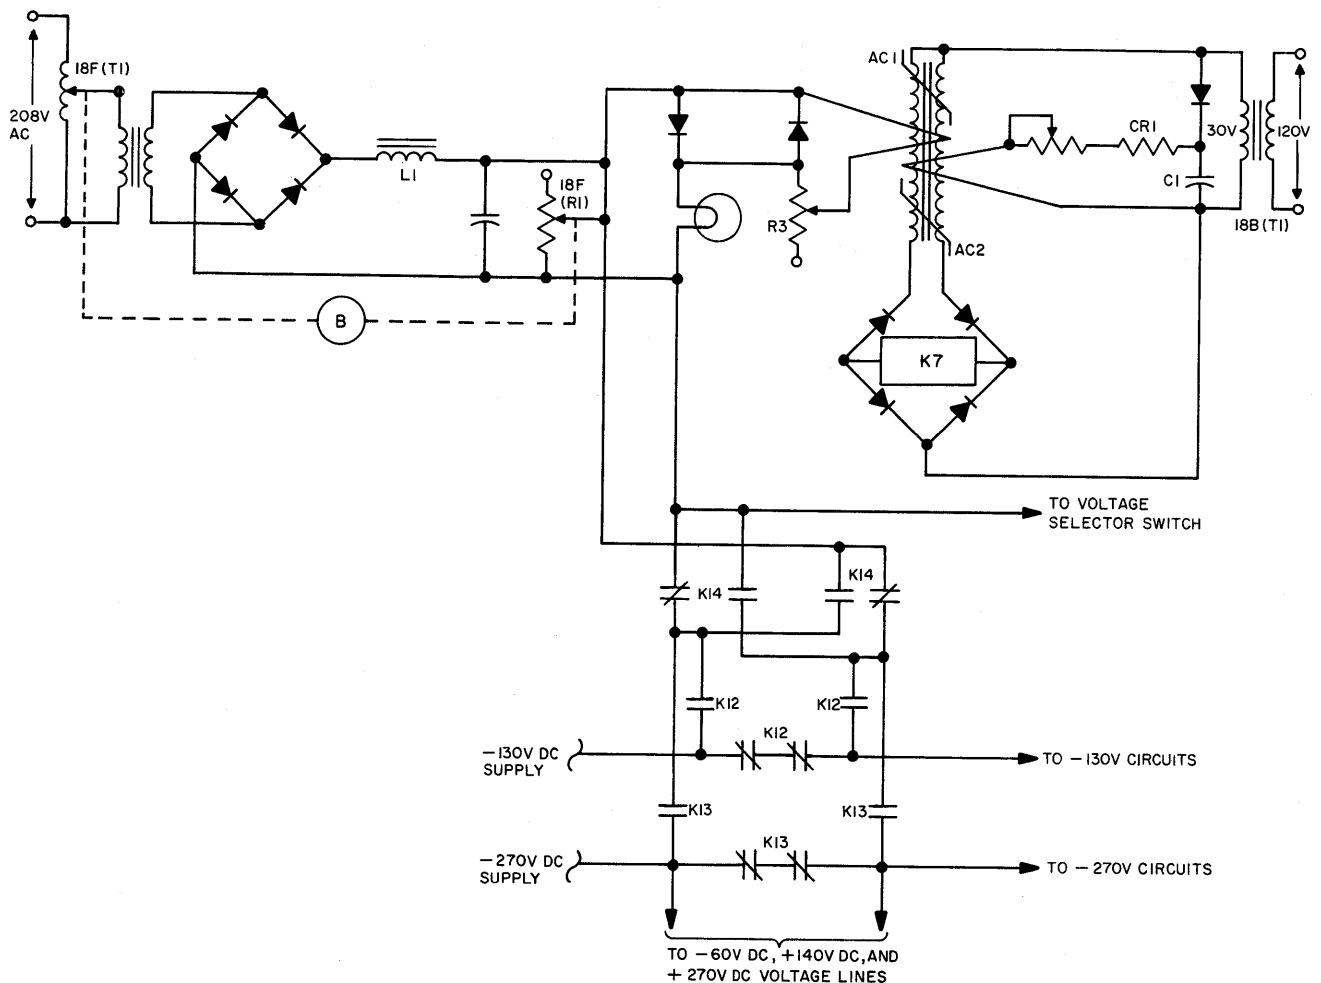 18F(T1)
208V
AC
L1
18F
(R1)
B
R3
AC1
AC2
CR1
C1
30V
120V
18B(T1)
K7
TO VOLTAGE
SELECTOR SWITCH
K14
K14
K12
K12
K12
—130V DC
SUPPLY
TO —130V CIRCUITS
K13
K13
K13
—270V DC
SUPPLY
TO —270V CIRCUITS
TO —60V DC, +140V DC, AND
+ 270V DC VOLTAGE LINES